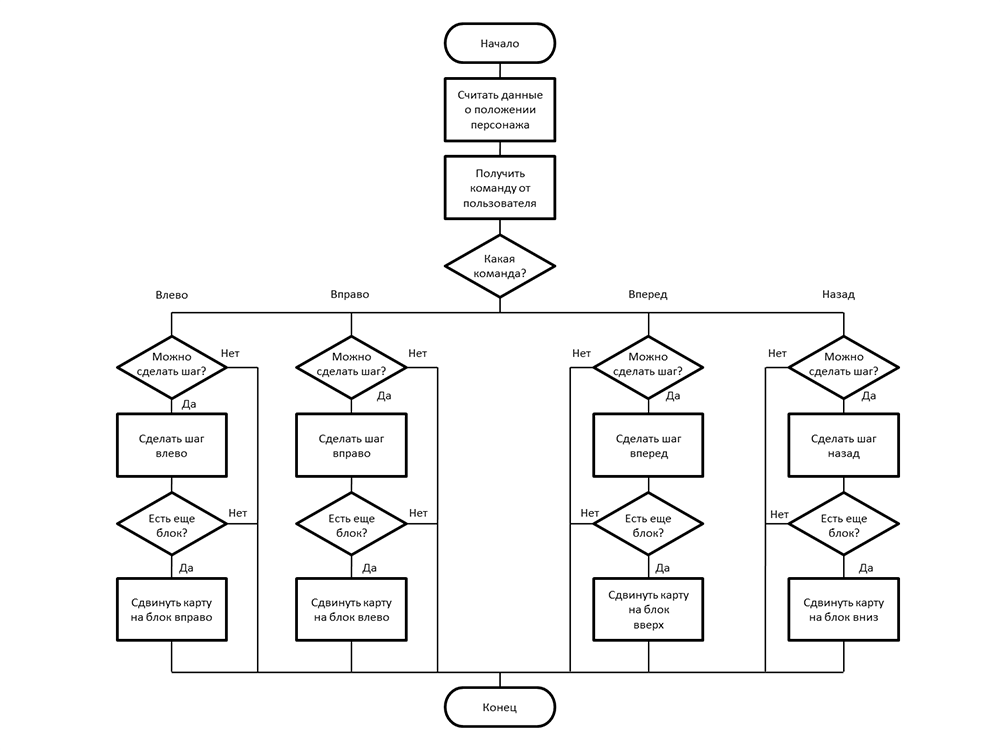 Начало
Считать данные
о положении
персонажа
Получить
команду от
пользователя
Какая
команда?
Влево
Вправо
Вперед
Назад
Можно
сделать шаг?
Нет
Можно
сделать шаг?
Нет
Нет
Можно
сделать шаг?
Нет
Можно
сделать шаг?
Да
Да
Да
Да
Сделать шаг
влево
Сделать шаг
вправо
Сделать шаг
вперед
Сделать шаг
назад
Есть еще
блок?
Нет
Есть еще
блок?
Нет
Нет
Есть еще
блок?
Нет
Есть еще
блок?
Да
Да
Да
Да
Сдвинуть карту
на блок вправо
Сдвинуть карту
на блок влево
Сдвинуть карту
на блок
вверх
Сдвинуть карту
на блок вниз
Конец